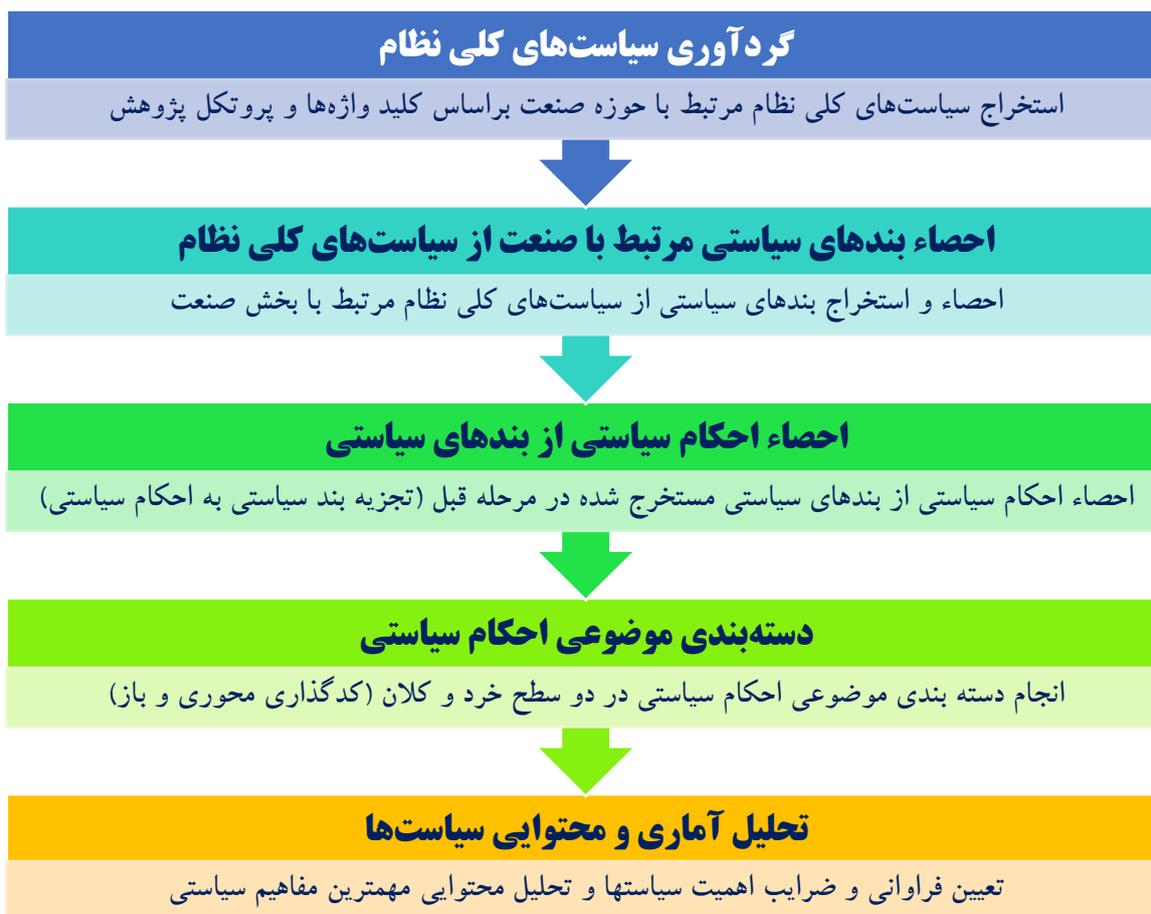 گردآوری سیاست‌های کلی نظام
استخراج سیاست‌های کلی نظام مرتبط با حوزه صنعت براساس کلید واژه‌ها و پروتکل پژوهش
احصاء بندهای سیاستی مرتبط با صنعت از سیاست‌های کلی نظام
احصاء و استخراج بندهای سیاستی از سیاست‌های کلی نظام مرتبط با بخش صنعت
احصاء احکام سیاستی از بندهای سیاستی
احصاء احکام سیاستی از بندهای سیاستی مستخرج شده در مرحله قبل (تجزیه بند سیاستی به احکام سیاستی)
دسته‌بندی موضوعی احکام سیاستی
انجام دسته بندی موضوعی احکام سیاستی در دو سطح خرد و کلان (کدگذاری محوری و باز)
تحلیل آماری و محتوایی سیاست‌ها
تعیین فراوانی و ضرایب اهمیت سیاستها و تحلیل محتوایی مهمترین مفاهیم سیاستی